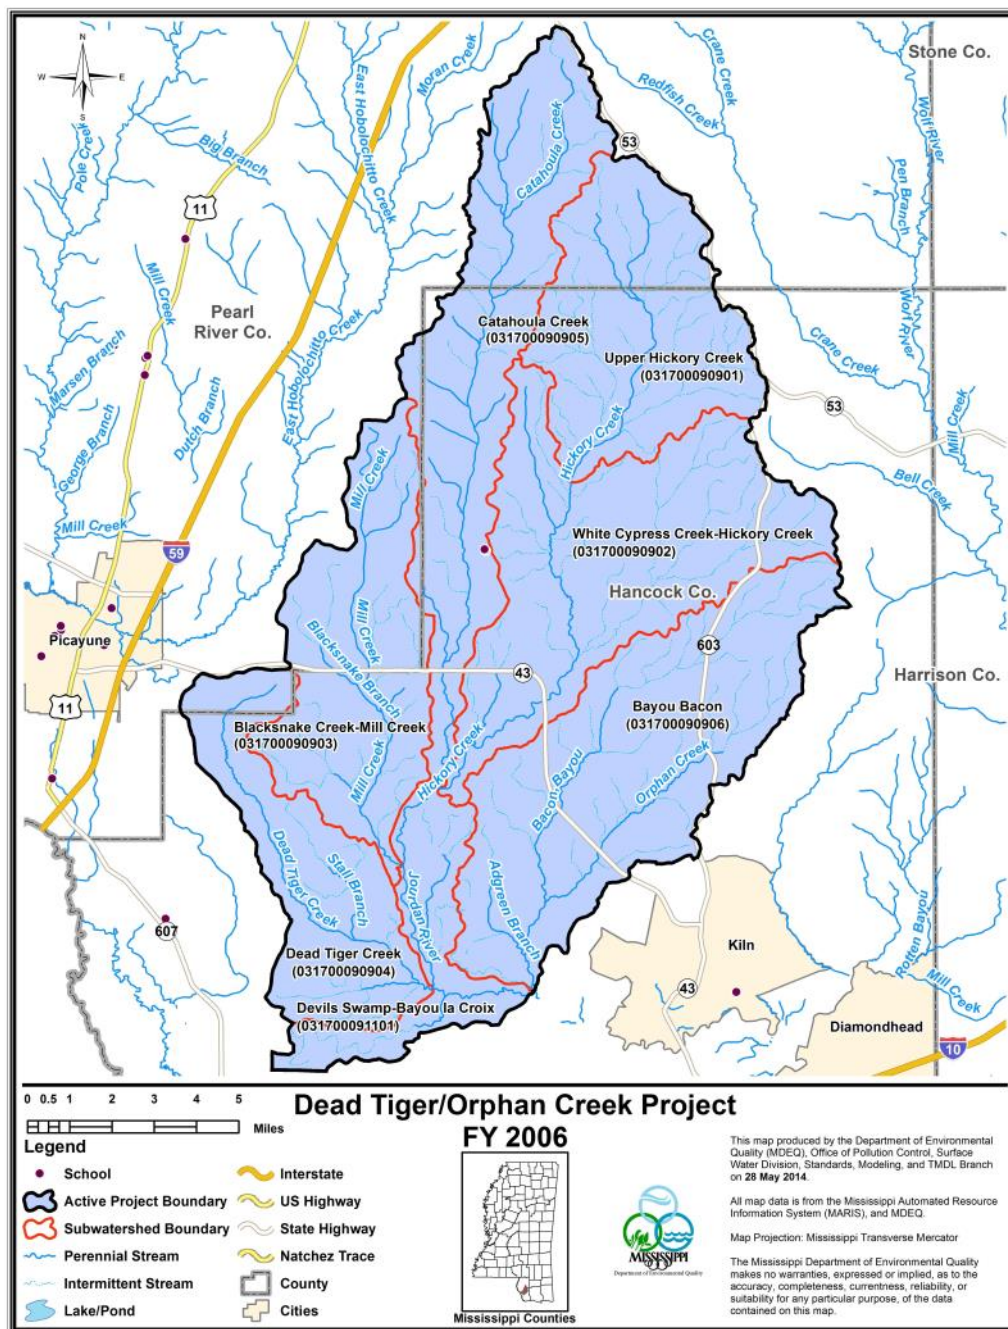 N
W E
S
Stone Co.
Pole Creek
Big Branch
East Hobolochitto Creek
Moran Creek
Catahoula Creek
Redfish Creek
Crane Creek
Wolf River
Pen Branch
53
11
Mill Creek
Pearl
River Co.
Marsen Branch
George Branch
Dutch Branch
East Hobolochitto Creek
Catahoula Creek
(031700090905)
Upper Hickory Creek
(031700090901)
Crane Creek
Wolf River
53
Mill Creek
Bell Creek
Hickory Creek
Mill Creek
Mill Creek
59
White Cypress Creek-Hickory Creek
(031700090902)
Hancock Co.
Picayune
Mill Creek
Blacksnake Branch
603
43
Harrison Co.
11
Blacksnake Creek-Mill Creek
(031700090903)
Bayou Bacon
(031700090906)
Mill Creek
Hickory Creek
Bacon Bayou
Orphan Creek
Dead Tiger Creek
Stall Branch
Jourdan River
Adgreen Branch
607
Dead Tiger Creek
(031700090904)
Devils Swamp-Bayou la Croix
(031700091101)
Kiln
43
Rotten Bayou
Mill Creek
Diamondhead
10
0 0.5 1 2 3 4 5
Miles
Dead Tiger/Orphan Creek Project
FY 2006
Legend
School
Active Project Boundary
Subwatershed Boundary
Perennial Stream
Intermittent Stream
Lake/Pond
Interstate
US Highway
State Highway
Natchez Trace
County
Cities
Mississippi Counties
MISSISSIPPI
Department of Environmental Quality
This map produced by the Department of Environmental
Quality (MDEQ), Office of Pollution Control, Surface
Water Division, Standards, Modeling, and TMDL Branch
on 28 May 2014.
All map data is from the Mississippi Automated Resource
Information System (MARIS), and MDEQ.
Map Projection: Mississippi Transverse Mercator
The Mississippi Department of Environmental Quality
makes no warranties, expressed or implied, as to the
accuracy, completeness, currentness, reliability, or
suitability for any particular purpose, of the data
contained on this map.